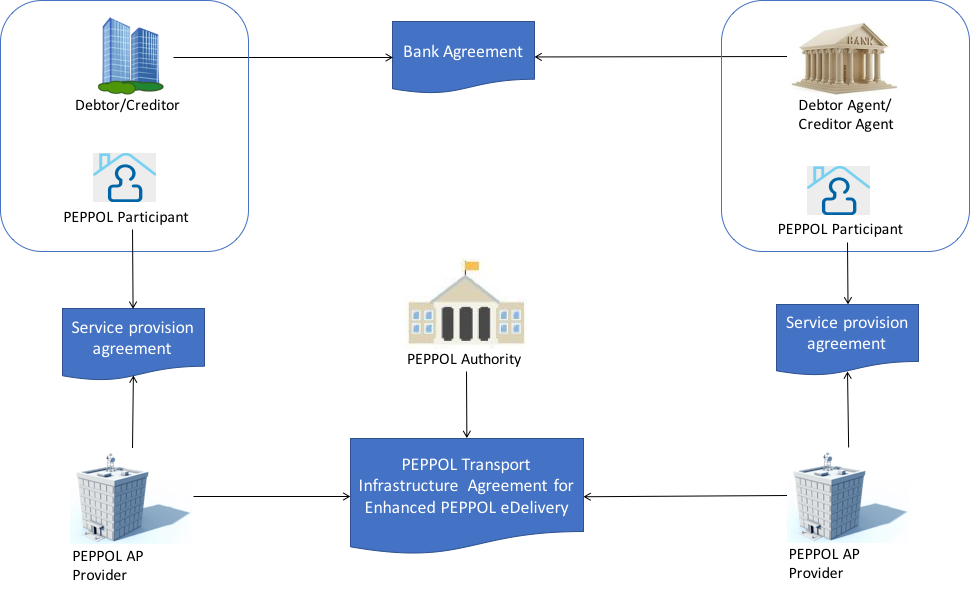 Bank Agreement
BANK
Debtor/Creditor
Debtor Agent/
Creditor Agent
PEPPOL Participant
PEPPOL Participant
Service provision
agreement
Service provision
agreement
PEPPOL Authority
PEPPOL Transport
Infrastructure Agreement for
Enhanced PEPPOL eDelivery
PEPPOL AP
Provider
PEPPOL AP
Provider